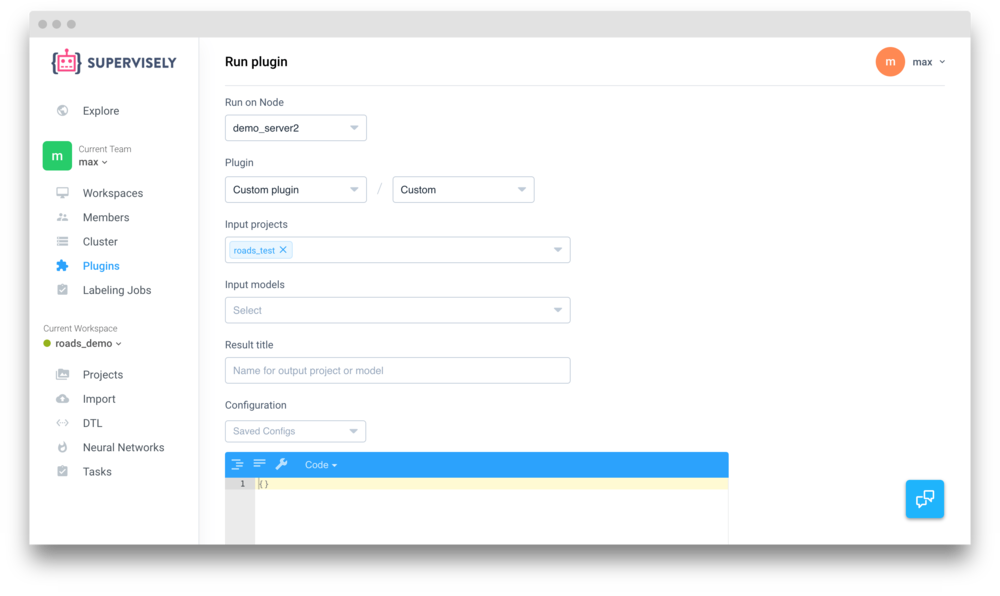 SUPERVISELY
Run plugin
m
max
Explore
m
Current Team
max
Workspaces
Members
Cluster
Plugins
Labeling Jobs
Current Workspace
roads_demo
Projects
Import
DTL
Neural Networks
Tasks
Run on Node
demo_server2
Plugin
Custom plugin / Custom
Input projects
roads_test
Input models
Select
Result title
Name for output project or model
Configuration
Saved Configs
Code
1 {}